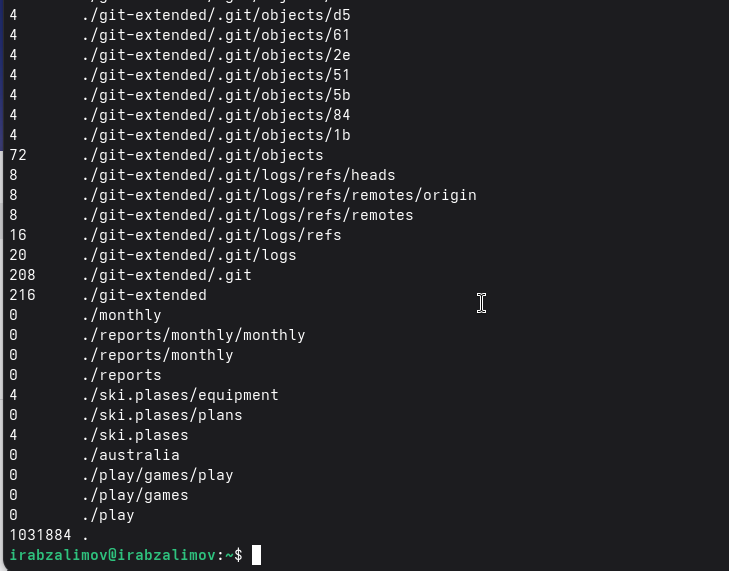 4       ./git-extended/.git/objects/d5
4       ./git-extended/.git/objects/61
4       ./git-extended/.git/objects/2e
4       ./git-extended/.git/objects/51
4       ./git-extended/.git/objects/5b
4       ./git-extended/.git/objects/84
4       ./git-extended/.git/objects/1b
72      ./git-extended/.git/objects
8       ./git-extended/.git/logs/refs/heads
8       ./git-extended/.git/logs/refs/remotes/origin
8       ./git-extended/.git/logs/refs/remotes
16      ./git-extended/.git/logs/refs
20      ./git-extended/.git/logs
208     ./git-extended/.git
216     ./git-extended
0       ./monthly
0       ./reports/monthly/monthly
0       ./reports/monthly
0       ./reports
4       ./ski.plases/equipment
0       ./ski.plases/plans
4       ./ski.plases
0       ./australia
0       ./play/games/play
0       ./play/games
0       ./play
1031884 .
irabzalimov@irabzalimov:~$